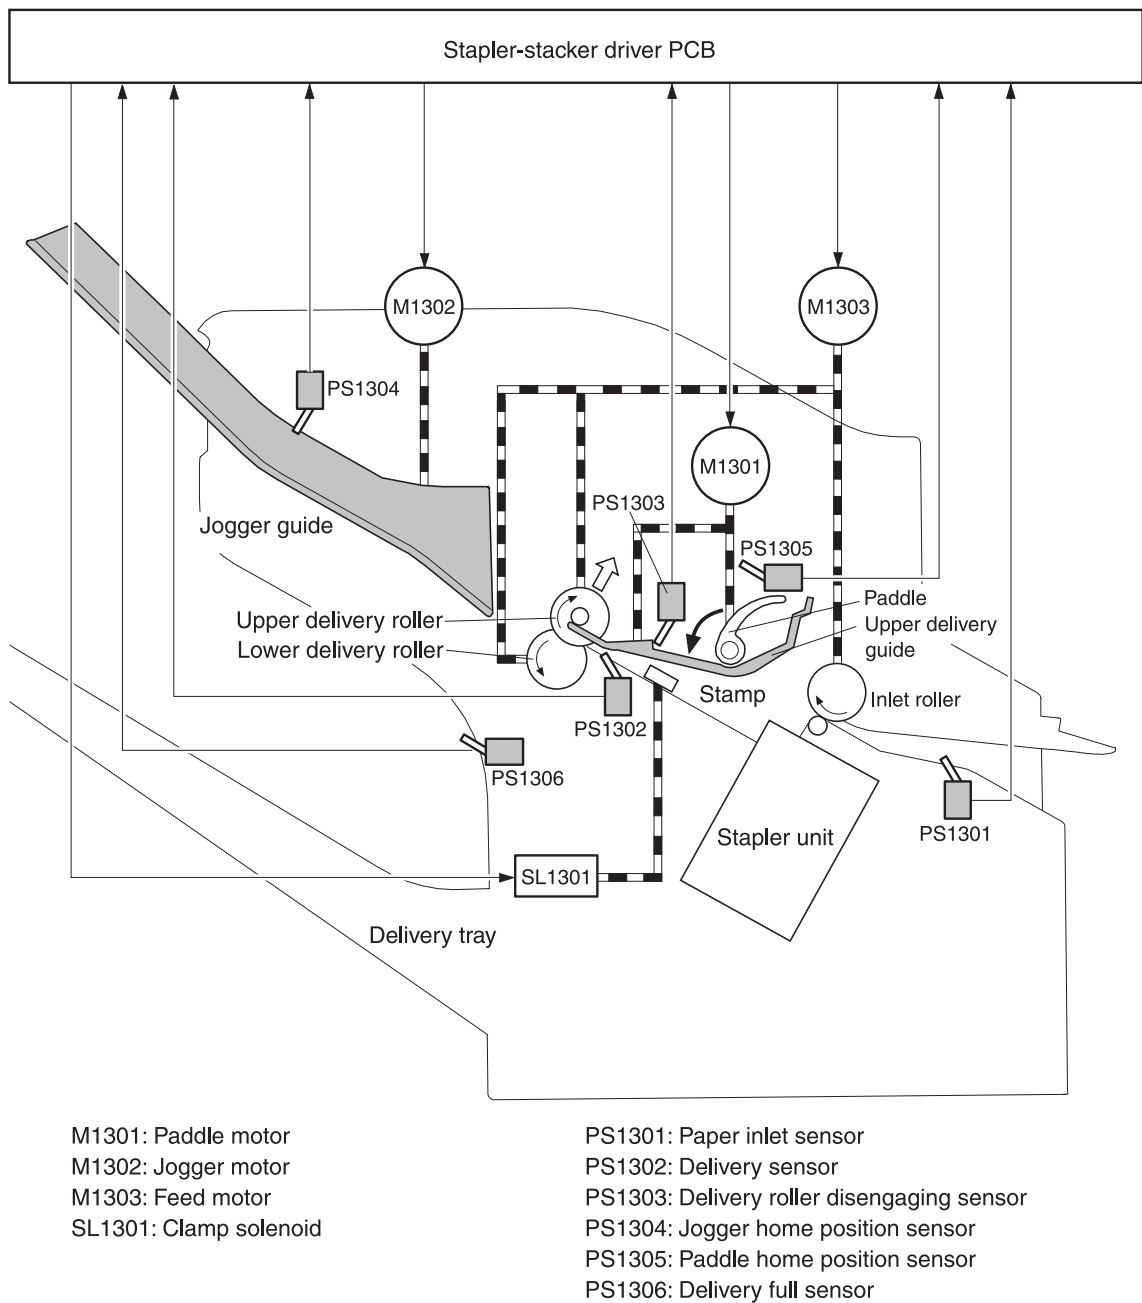 Stapler-stacker driver PCB
M1302
M1303
PS1304
M1301
PS1303
Jogger guide
PS1305
Paddle
Upper delivery roller
Upper delivery
guide
Lower delivery roller
Stamp
Inlet roller
PS1302
PS1306
PS1301
Stapler unit
SL1301
Delivery tray
M1301: Paddle motor
M1302: Jogger motor
M1303: Feed motor
SL1301: Clamp solenoid
PS1301: Paper inlet sensor
PS1302: Delivery sensor
PS1303: Delivery roller disengaging sensor
PS1304: Jogger home position sensor
PS1305: Paddle home position sensor
PS1306: Delivery full sensor